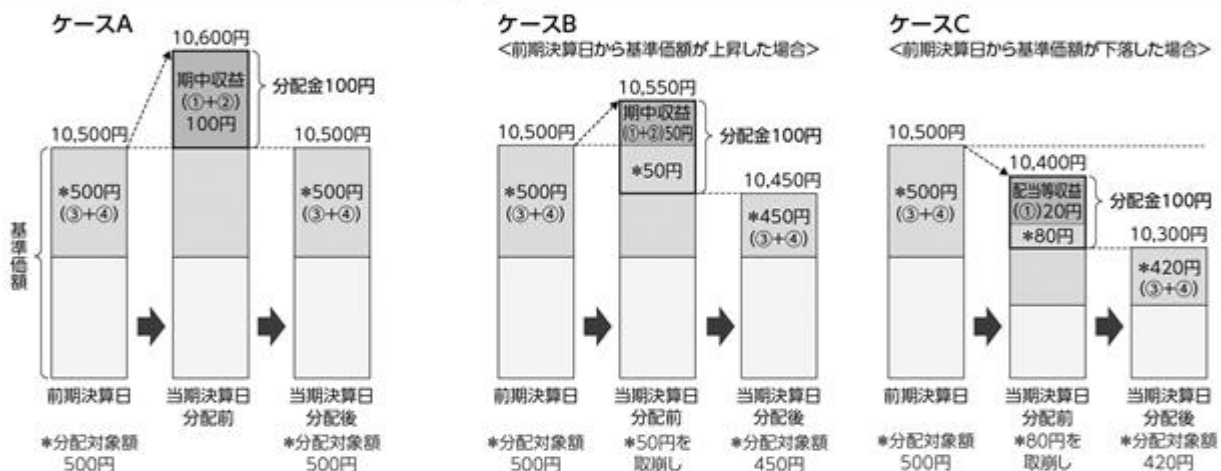 ケースA
10,600円
期中収益
(①+②)
100円
分配金100円
10,500円
10,500円
*500円
(③+④)
*500円
(③+④)
基準価額
前期決算日
当期決算日
分配前
当期決算日
分配後
*分配対象額
500円
*分配対象額
500円
ケースB
<前期決算日から基準価額が上昇した場合>
10,550円
期中収益
(①+②)50円
分配金100円
10,500円
*50円
10,450円
*500円
(③+④)
*450円
(③+④)
前期決算日
当期決算日
分配前
当期決算日
分配後
*分配対象額
500円
*50円を
取崩し
*分配対象額
450円
ケースC
<前期決算日から基準価額が下落した場合>
10,500円
10,400円
配当等収益
(①)20円
分配金100円
*80円
10,300円
*500円
(③+④)
*420円
(③+④)
前期決算日
当期決算日
分配前
当期決算日
分配後
*分配対象額
500円
*80円を
取崩し
*分配対象額
420円